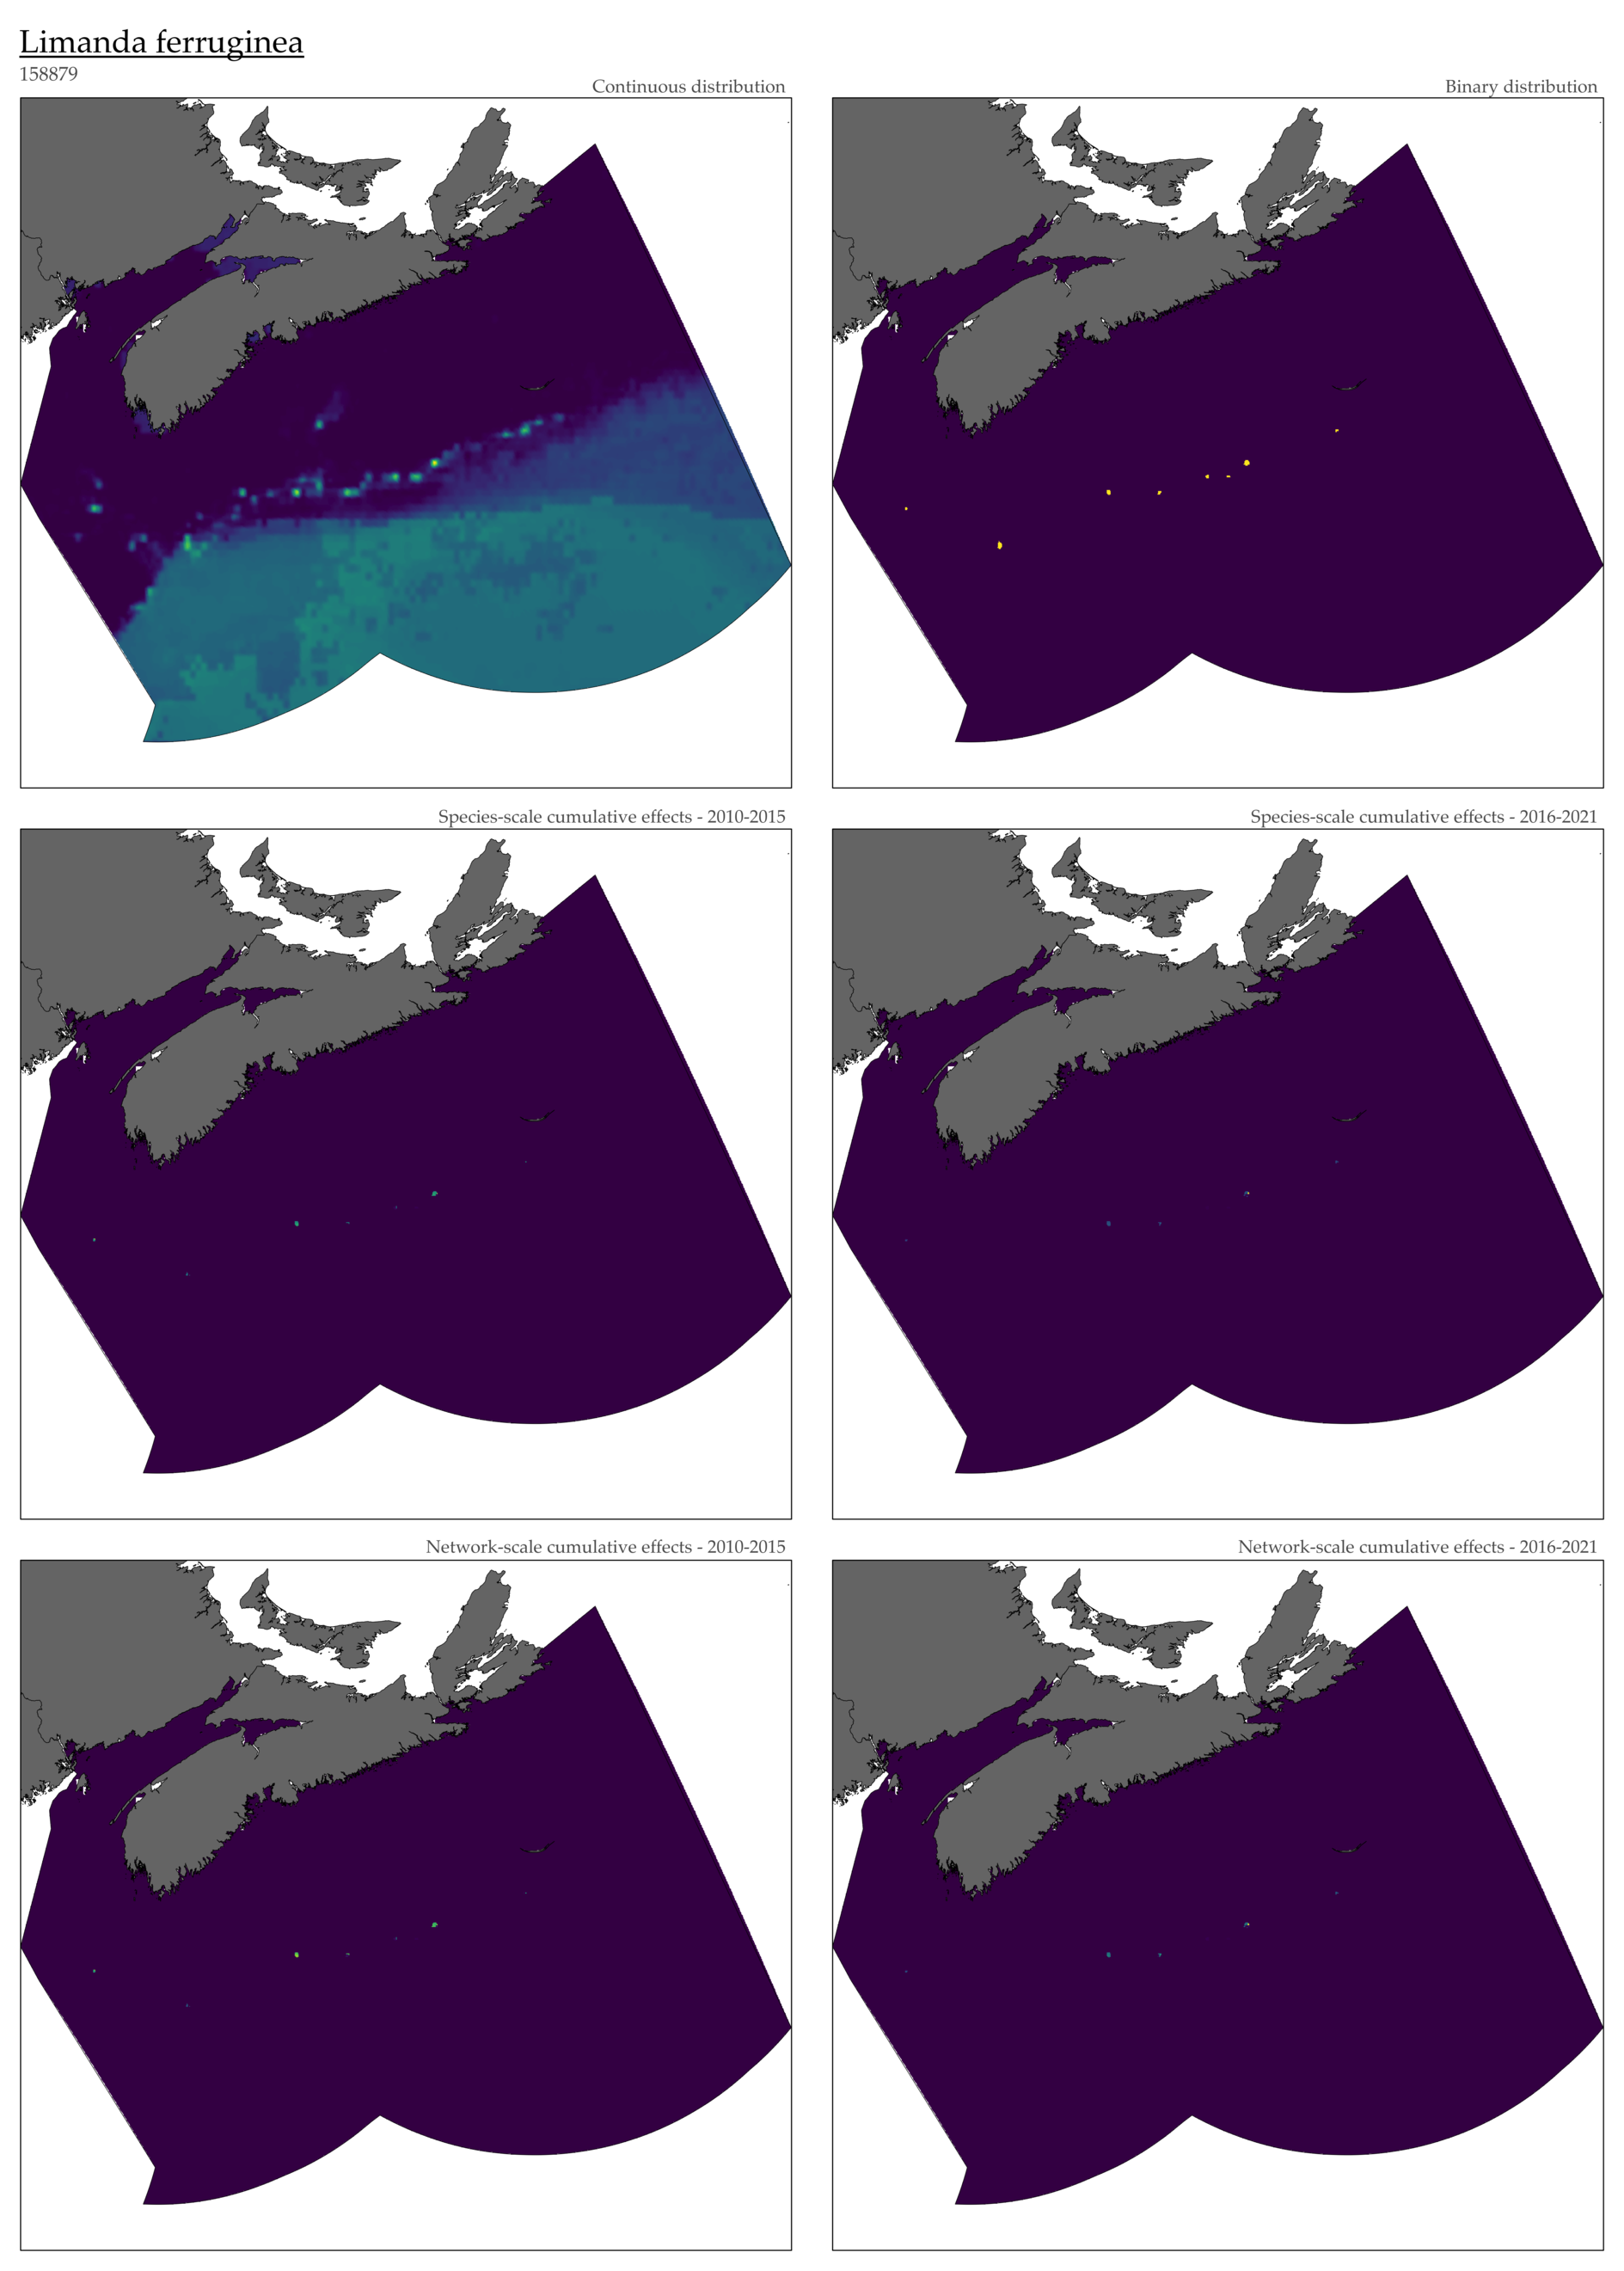 Limanda ferruginea
158879
Continuous distribution
Binary distribution
Species-scale cumulative effects - 2010-2015
Species-scale cumulative effects - 2016-2021
Network-scale cumulative effects - 2010-2015
Network-scale cumulative effects - 2016-2021